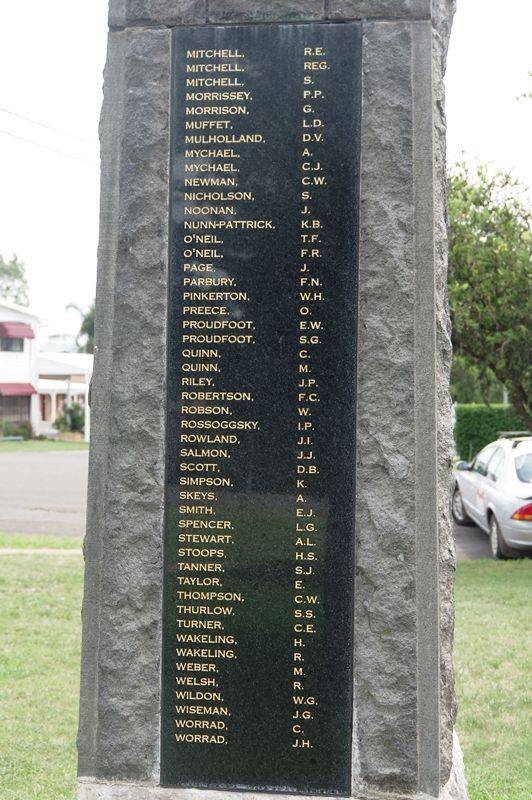 MITCHELL, R.E.
MITCHELL, REG.
MITCHELL, S.
MORRISSEY, P.P.
MORRISON, G.
MUFFET, L.D.
MULHOLLAND, D.V.
MYCHAEL, A.
MYCHAEL, C.J.
NEWMAN, C.W.
NICHOLSON, S.
NOONAN, J.
NUNN-PATTRICK, K.B.
O'NEIL, T.F.
O'NEIL, F.R.
PAGE, J.
PARBURY, F.N.
PINKERTON, W.H.
PREECE, O.
PROUDFOOT, E.W.
PROUDFOOT, S.G.
QUINN, C.
QUINN, M.
RILEY, J.P.
ROBERTSON, F.C.
ROBSON, W.
ROSSOGGSKY, I.P.
ROWLAND, J.I.
SALMON, J.J.
SCOTT, D.B.
SIMPSON, K.
SKEYS, A.
SMITH, E.J.
SPENCER, L.G.
STEWART, A.L.
STOOPS, H.S.
TANNER, S.J.
TAYLOR, E.
THOMPSON, C.W.
THURLOW, S.S.
TURNER, C.E.
WAKELING, H.
WAKELING, R.
WEBER, M.
WELSH, R.
WILDON, W.G.
WISEMAN, J.G.
WORRAD, C.
WORRAD, J.H.